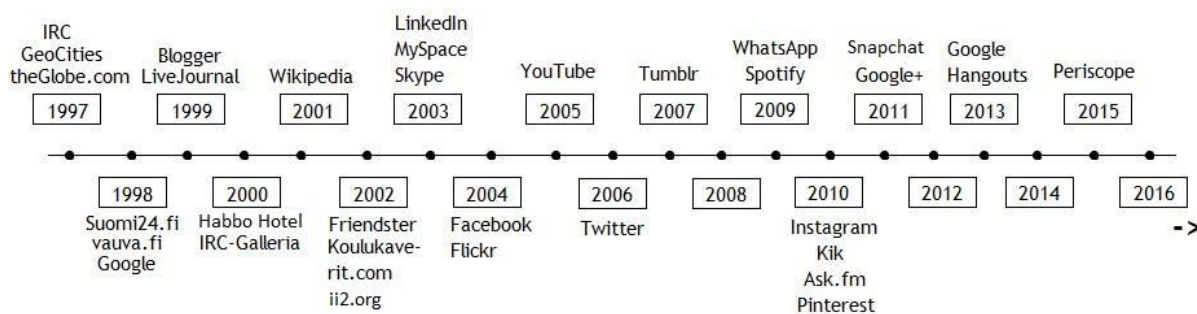 IRC
GeoCities
theGlobe.com
1997
1998
Suomi24.fi
vauva.fi
Google
Blogger
LiveJournal
1999
2000
Habbo Hotel
IRC-Galleria
Wikipedia
2001
2002
Friendster
Koulukave-
rit.com
ii2.org
LinkedIn
MySpace
Skype
2003
2004
Facebook
Flickr
YouTube
2005
2006
Twitter
Tumblr
2007
2008
WhatsApp
Spotify
2009
2010
Instagram
Kik
Ask.fm
Pinterest
Snapchat
Google+
2011
2012
Google
Hangouts
2013
2014
Periscope
2015
2016
->